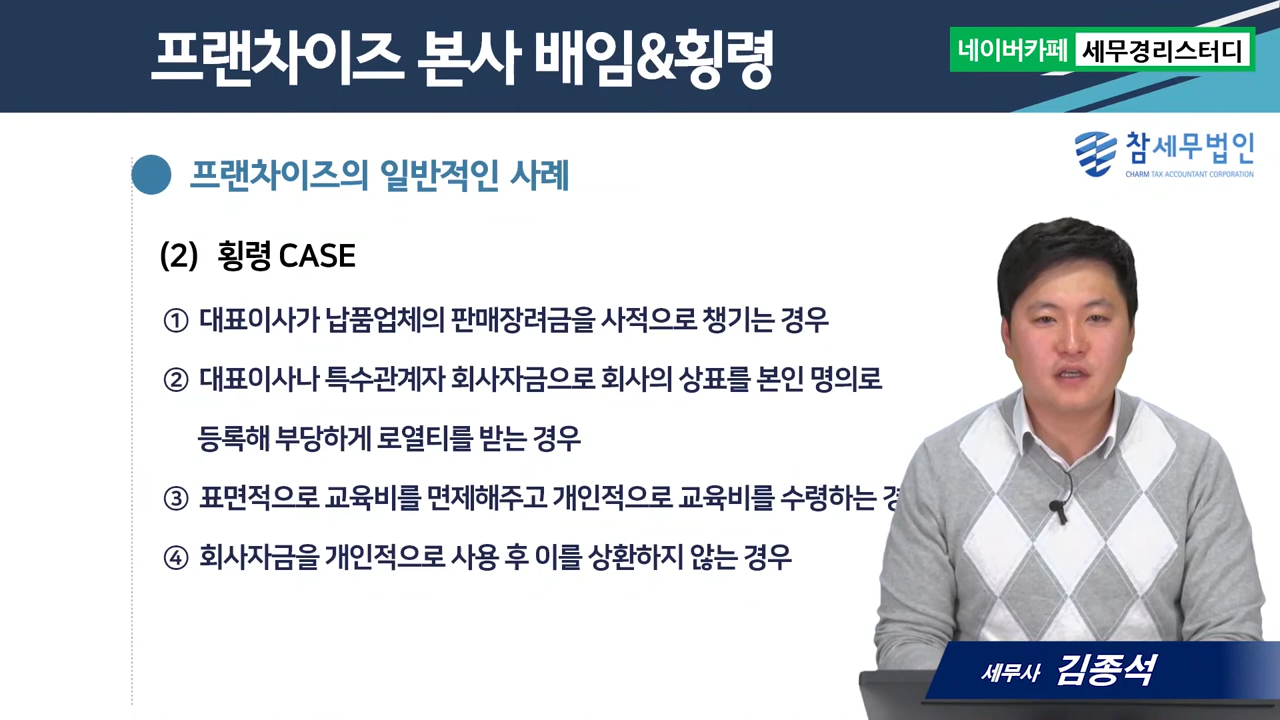 프랜차이즈 본사 배임&횡령
네이버카페 세무경리스터디
참세무법인
CHARM TAX ACCOUNTANT CORPORATION
프랜차이즈의 일반적인 사례
(2) 횡령 CASE
① 대표이사가 납품업체의 판매장려금을 사적으로 챙기는 경우
② 대표이사나 특수관계자 회사자금으로 회사의 상표를 본인 명의로
등록해 부당하게 로열티를 받는 경우
③ 표면적으로 교육비를 면제해주고 개인적으로 교육비를 수령하는
④ 회사자금을 개인적으로 사용 후 이를 상환하지 않는 경우
세무사 김종석